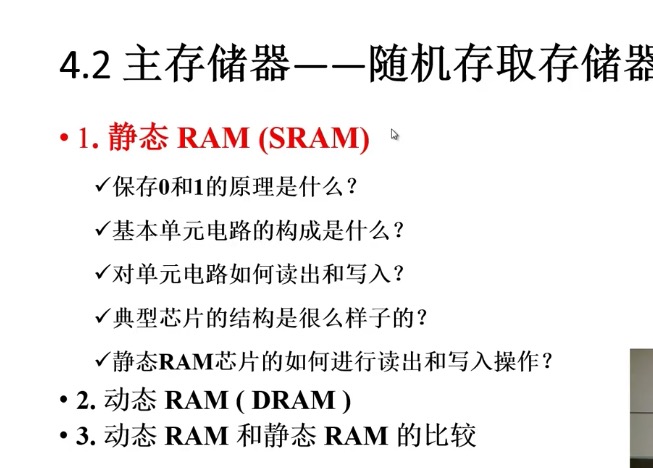 4.2 主存储器——随机存取存储器
• 1. 静态 RAM (SRAM)
✓保存0和1的原理是什么？
✓基本单元电路的构成是什么？
✓对单元电路如何读出和写入？
✓典型芯片的结构是很么样子的？
✓静态RAM芯片的如何进行读出和写入操作？
• 2. 动态 RAM ( DRAM )
• 3. 动态 RAM 和静态 RAM 的比较